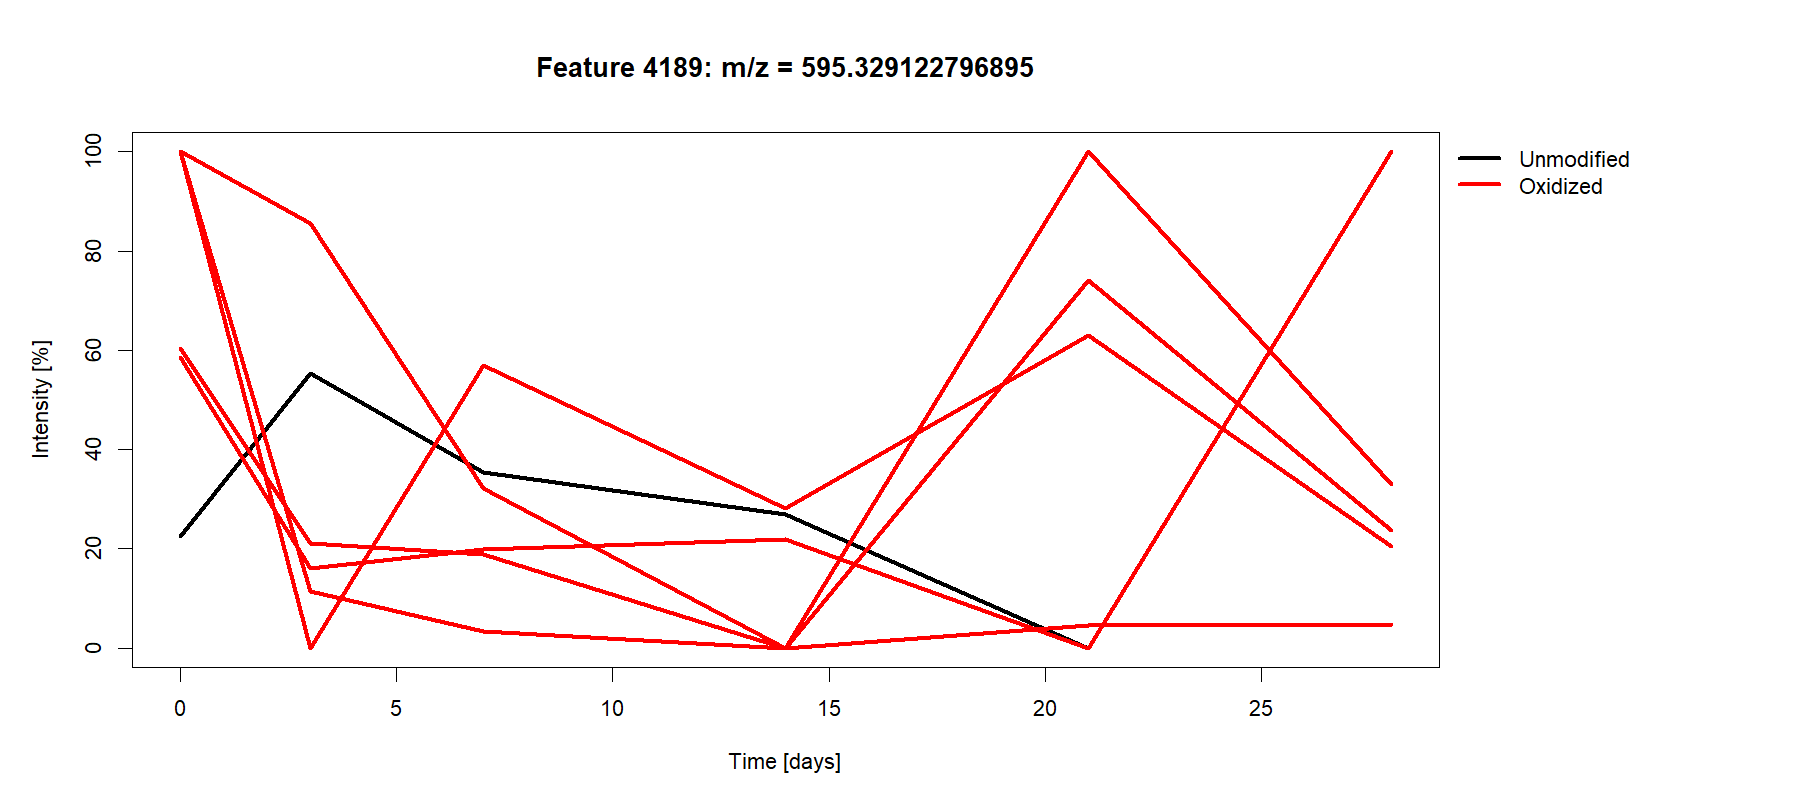 Feature 4189: m/z = 595.329122796895
Unmodified
Oxidized
Intensity [%]
100
80
60
40
20
0
0 5 10 15 20 25
Time [days]